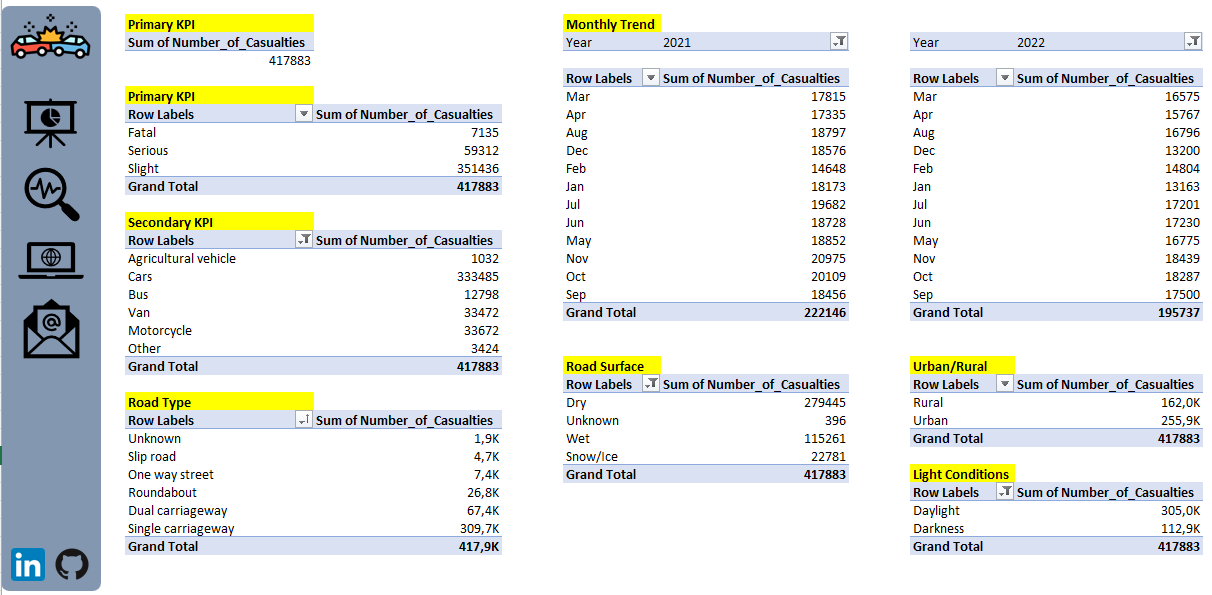 Primary KPI
Sum of Number_of_Casualties
417883
Primary KPI
Row Labels Sum of Number_of_Casualties
Fatal 7135
Serious 59312
Slight 351436
Grand Total 417883
Secondary KPI
Row Labels Sum of Number_of_Casualties
Agricultural vehicle 1032
Cars 333485
Bus 12798
Van 33472
Motorcycle 33672
Other 3424
Grand Total 417883
Road Type
Row Labels Sum of Number_of_Casualties
Unknown 1,9K
Slip road 4,7K
One way street 7,4K
Roundabout 26,8K
Dual carriageway 67,4K
Single carriageway 309,7K
Grand Total 417,9K
Monthly Trend
Year 2021
Row Labels Sum of Number_of_Casualties
Mar 17815
Apr 17335
Aug 18797
Dec 18576
Feb 14648
Jan 18173
Jul 19682
Jun 18728
May 18852
Nov 20975
Oct 20109
Sep 18456
Grand Total 222146
Year 2022
Row Labels Sum of Number_of_Casualties
Mar 16575
Apr 15767
Aug 16796
Dec 13200
Feb 14804
Jan 13163
Jul 17201
Jun 17230
May 16775
Nov 18439
Oct 18287
Sep 17500
Grand Total 195737
Road Surface
Row Labels Sum of Number_of_Casualties
Dry 279445
Unknown 396
Wet 115261
Snow/Ice 22781
Grand Total 417883
Urban/Rural
Row Labels Sum of Number_of_Casualties
Rural 162,0K
Urban 255,9K
Grand Total 417883
Light Conditions
Row Labels Sum of Number_of_Casualties
Daylight 305,0K
Darkness 112,9K
Grand Total 417883
@
in